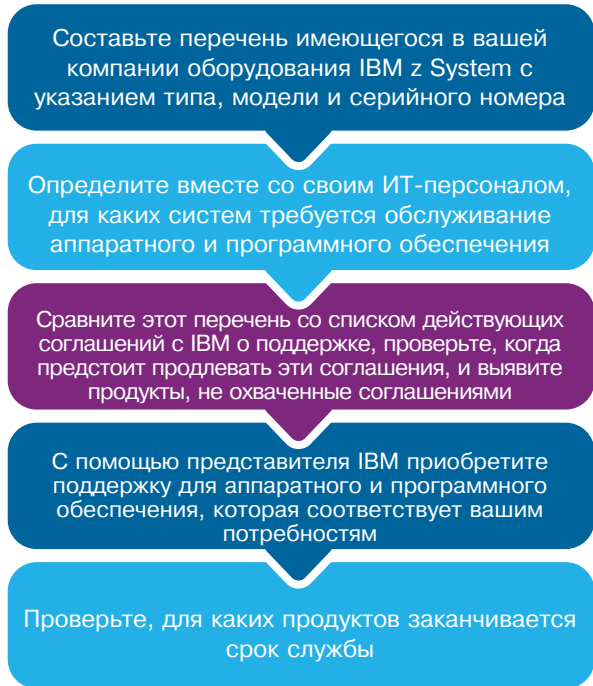 Составьте перечень имеющегося в вашей
компании оборудования IBM z System с
указанием типа, модели и серийного номера
Определите вместе со своим ИТ-персоналом,
для каких систем требуется обслуживание
аппаратного и программного обеспечения
Сравните этот перечень со списком действующих
соглашений с IBM о поддержке, проверьте, когда
предстоит продлевать эти соглашения, и выявите
продукты, не охваченные соглашениями
С помощью представителя IBM приобретите
поддержку для аппаратного и программного
обеспечения, которая соответствует вашим
потребностям
Проверьте, для каких продуктов заканчивается
срок службы